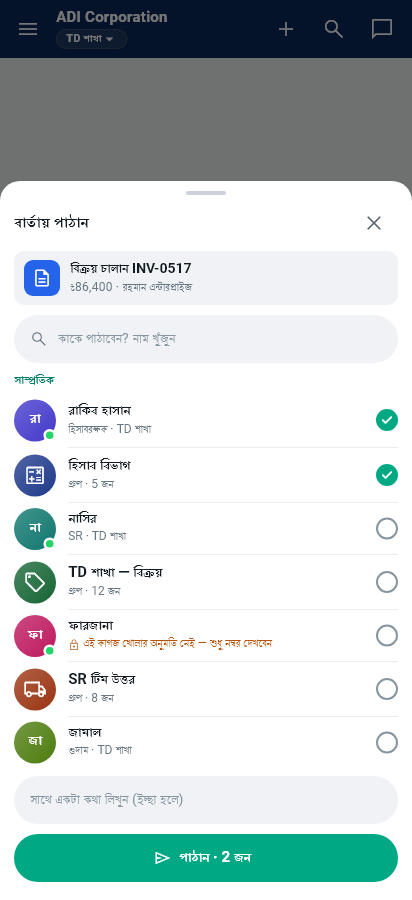 ADI Corporation
TD শাখা
বার্তায় পাঠান
বিক্রয় চালান INV-0517
৳86,400 · রহমান এন্টারপ্রাইজ
কাকে পাঠাবেন? নাম খুঁজুন
সাম্প্রতিক
রা
রাকিব হাসান
হিসাবরক্ষক · TD শাখা
হিসাব বিভাগ
গ্রুপ · 5 জন
না
নাসির
SR · TD শাখা
TD শাখা — বিক্রয়
গ্রুপ · 12 জন
ফা
ফারজানা
এই কাগজ খোলার অনুমতি নেই — শুধু নম্বর দেখবেন
SR টিম উত্তর
গ্রুপ · 8 জন
জা
জামাল
গুদাম · TD শাখা
সাথে একটা কথা লিখুন (ইচ্ছা হলে)
পাঠান · 2 জন